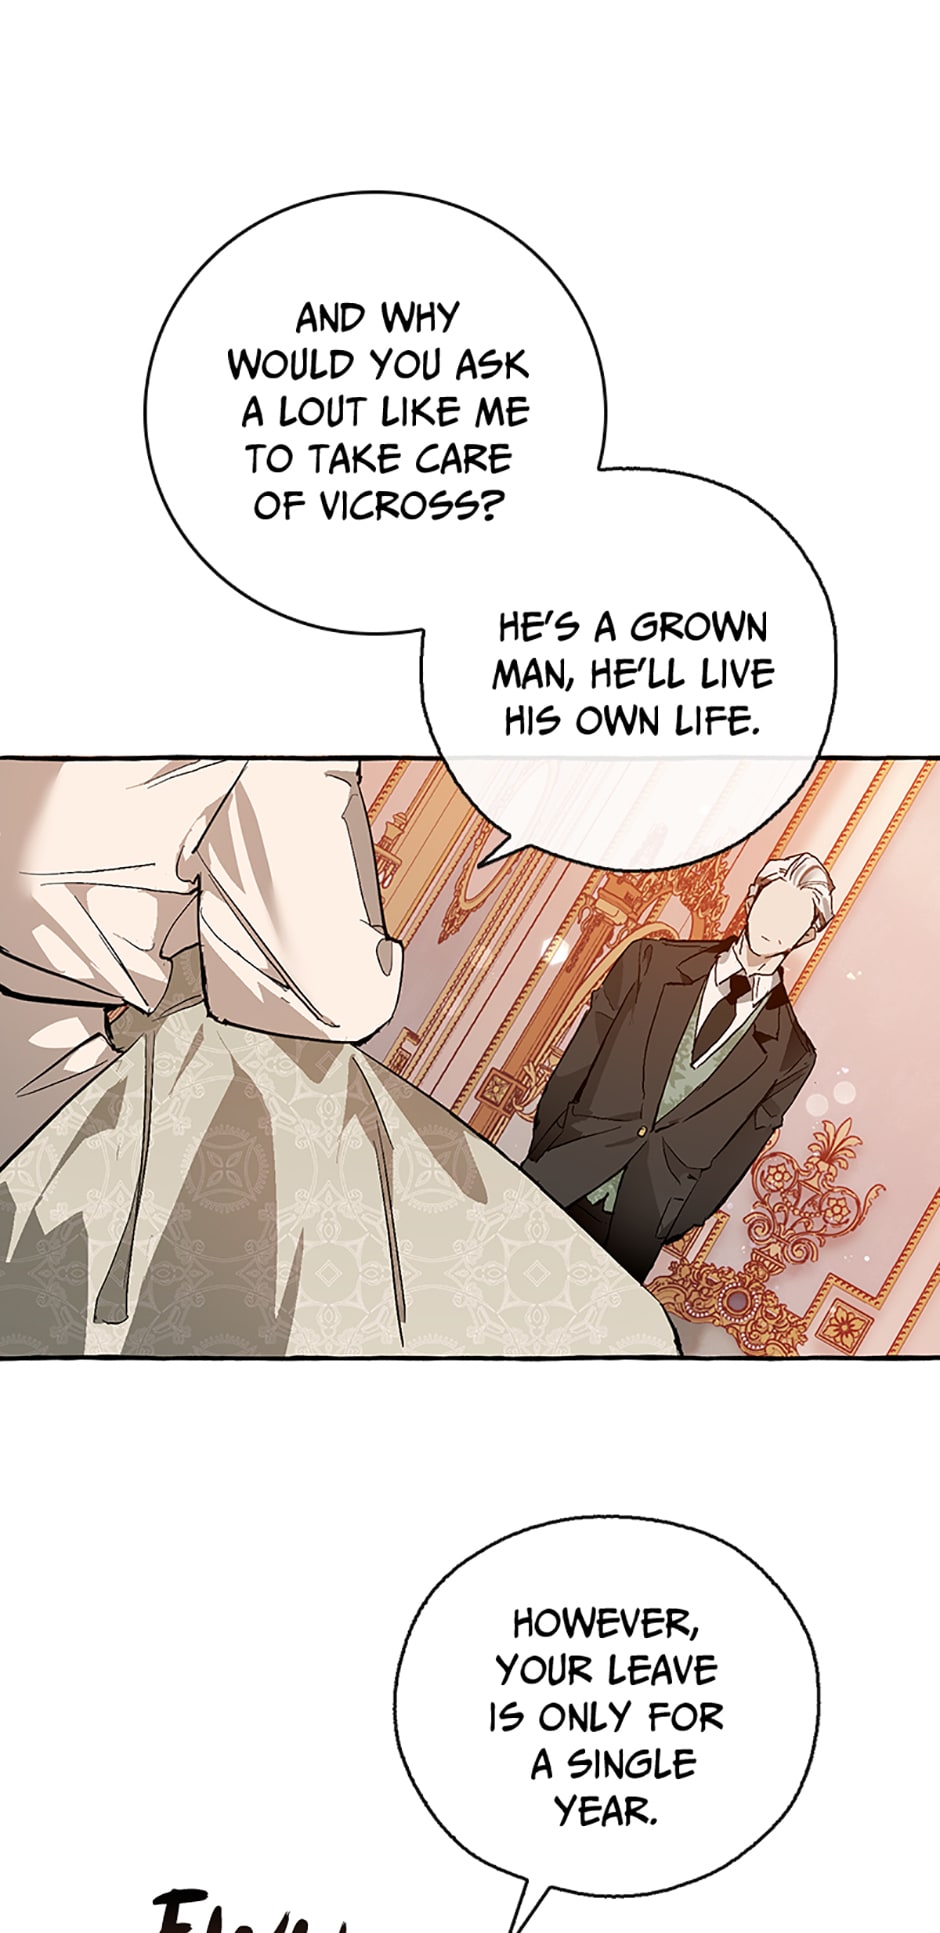 AND WHY
WOULD YOU ASK
A LOUT LIKE ME
TO TAKE CARE
OF VICROSS?
HE'S A GROWN
MAN, HE'LL LIVE
HIS OWN LIFE.
HOWEVER,
YOUR LEAVE
IS ONLY FOR
A SINGLE
YEAR.